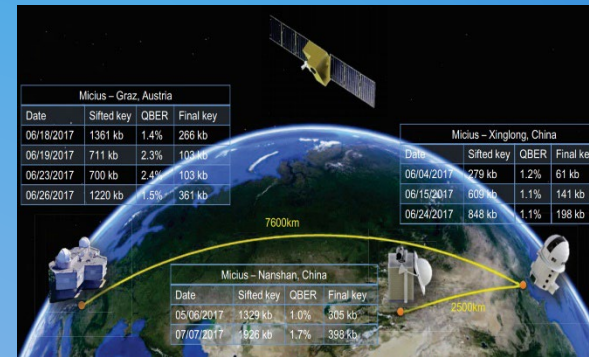 Micius – Graz, Austria
Date Sifted key QBER Final key
06/18/2017 1361 kb 1.4% 266 kb
06/19/2017 711 kb 2.3% 103 kb
06/23/2017 700 kb 2.4% 103 kb
06/26/2017 1220 kb 1.5% 361 kb
Micius – Xinglong, China
Date Sifted key QBER Final key
06/04/2017 279 kb 1.2% 61 kb
06/15/2017 609 kb 1.1% 141 kb
06/24/2017 848 kb 1.1% 198 kb
7600km
Micius – Nanshan, China
Date Sifted key QBER Final key
05/06/2017 1329 kb 1.0% 305 kb
07/07/2017 1926 kb 1.7% 398 kb
2500km